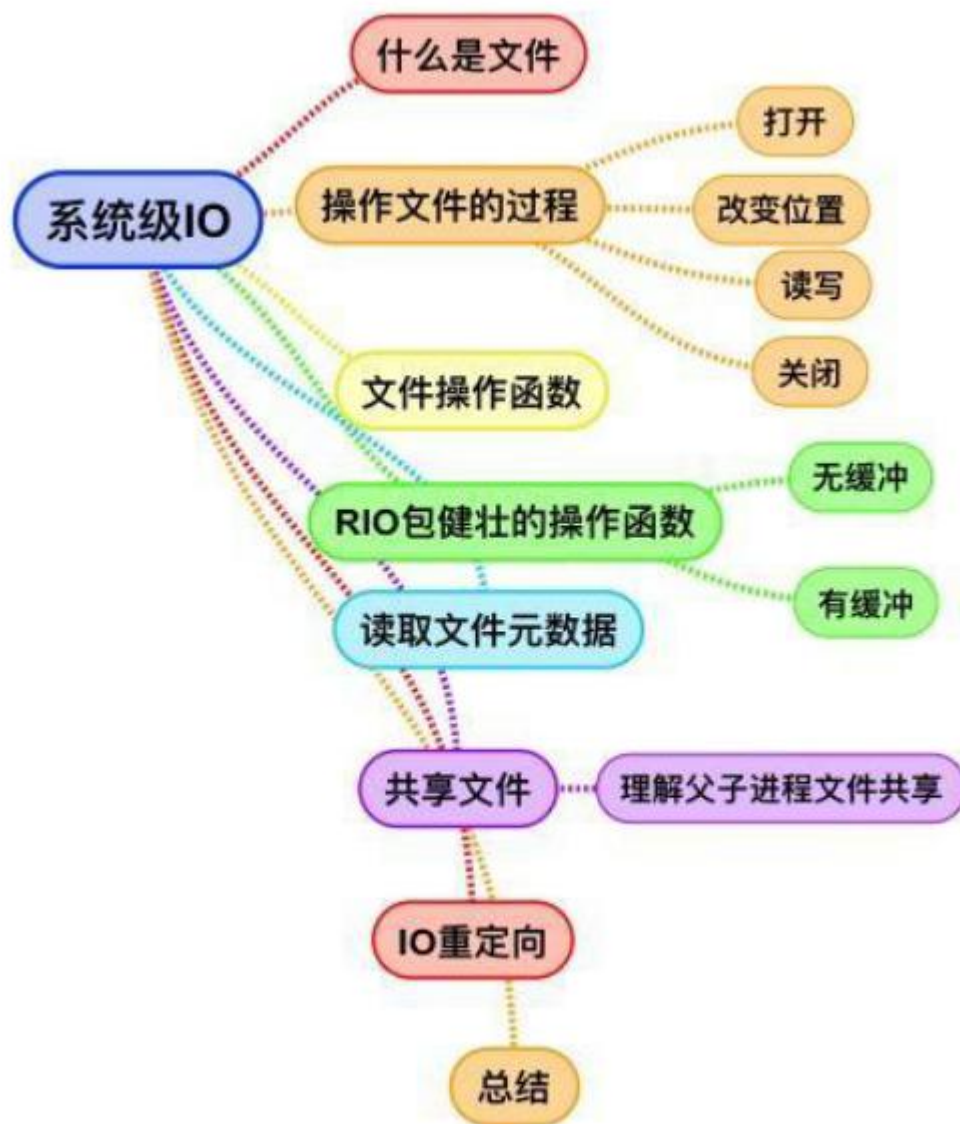 什么是文件
系统级IO
操作文件的过程
打开
改变位置
读写
关闭
文件操作函数
RIO包健壮的操作函数
无缓冲
有缓冲
读取文件元数据
共享文件
理解父子进程文件共享
IO重定向
总结